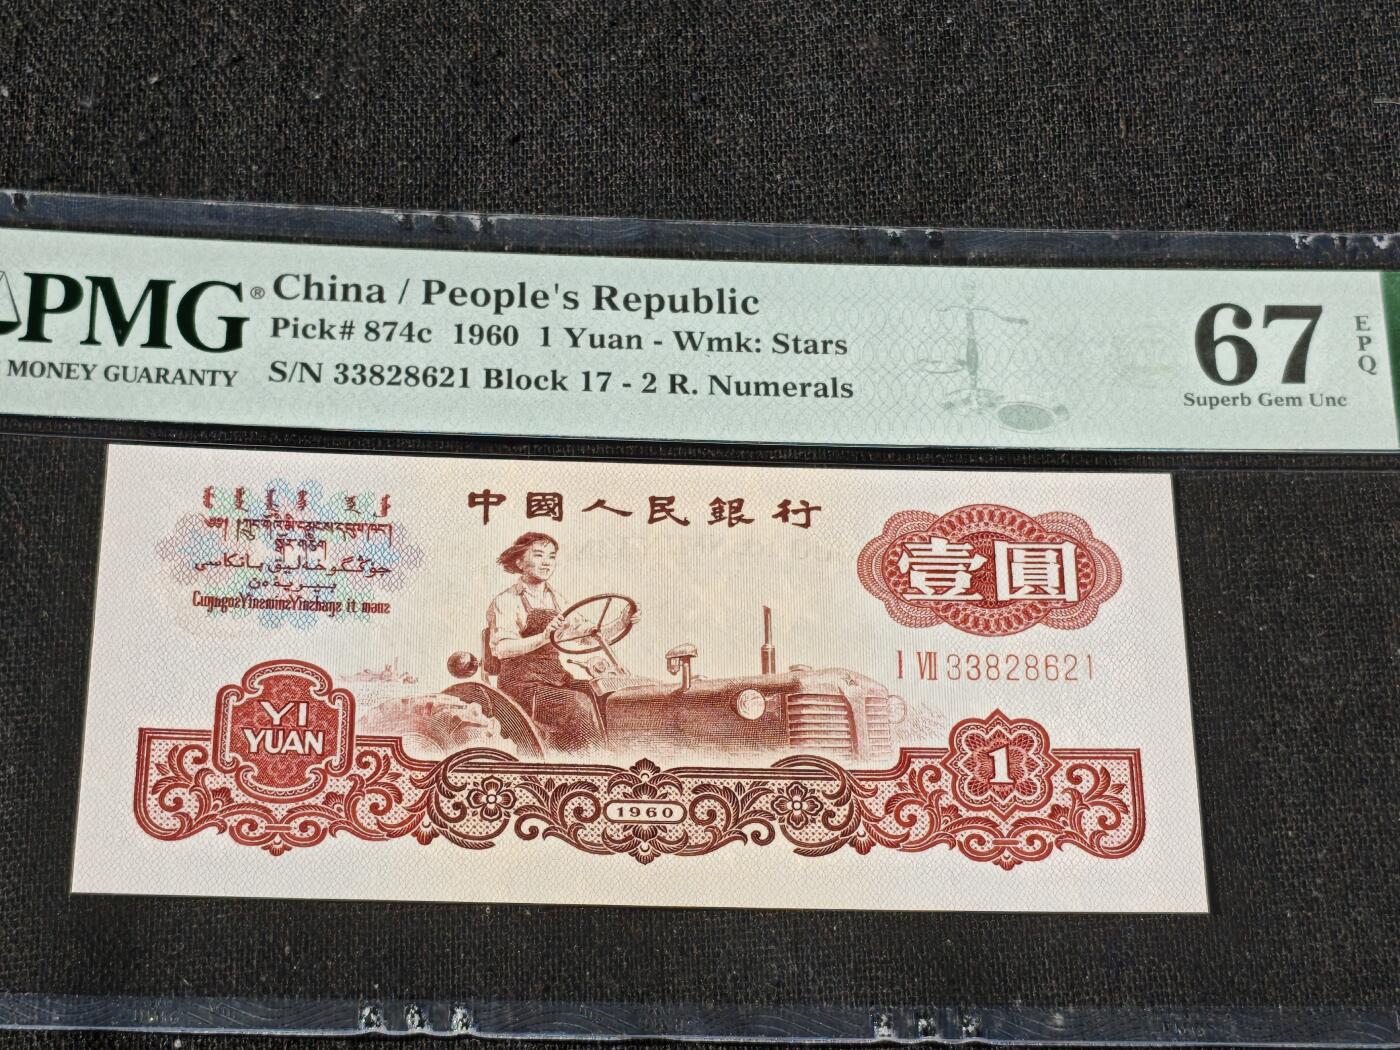 PMG® China / People's Republic
Pick# 874c 1960 1 Yuan - Wmk: Stars
MONEY GUARANTY S/N 33828621 Block 17 - 2 R. Numerals
67
EPQ
Superb Gem Unc
中國人民銀行
壹圓
I VII 33828621
YI
YUAN
1960
1